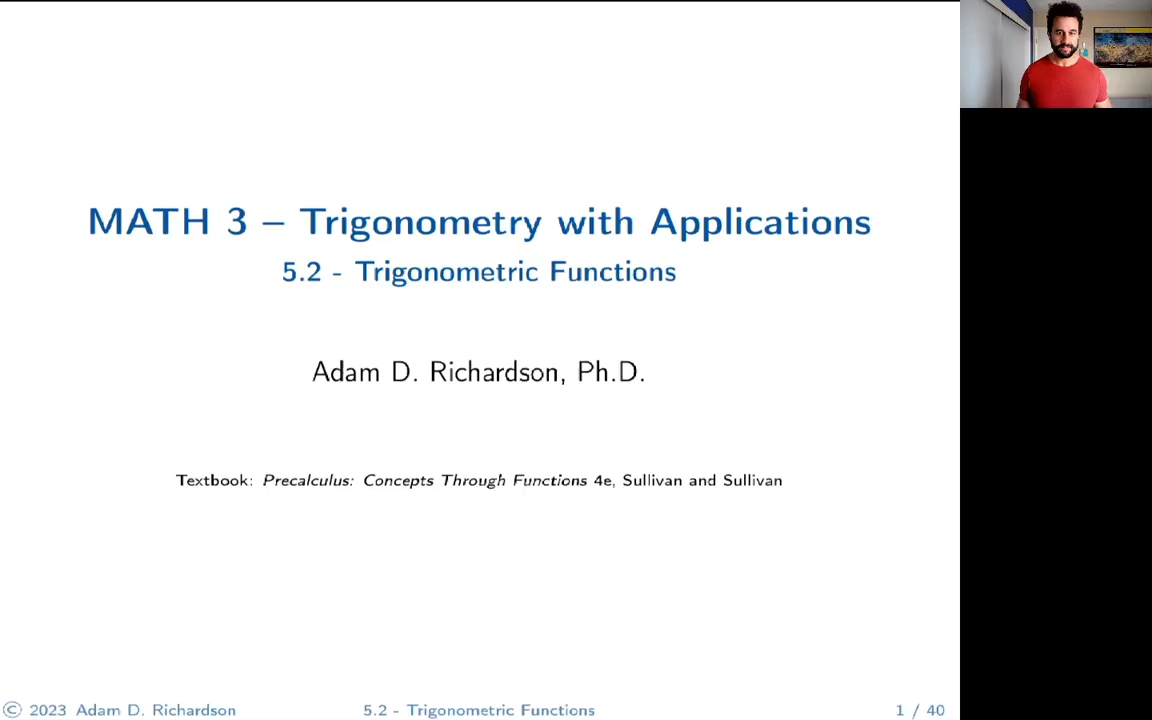 MATH 3 – Trigonometry with Applications
5.2 - Trigonometric Functions
Adam D. Richardson, Ph.D.
Textbook: Precalculus: Concepts Through Functions 4e, Sullivan and Sullivan
© 2023 Adam D. Richardson 5.2 - Trigonometric Functions 1 / 40